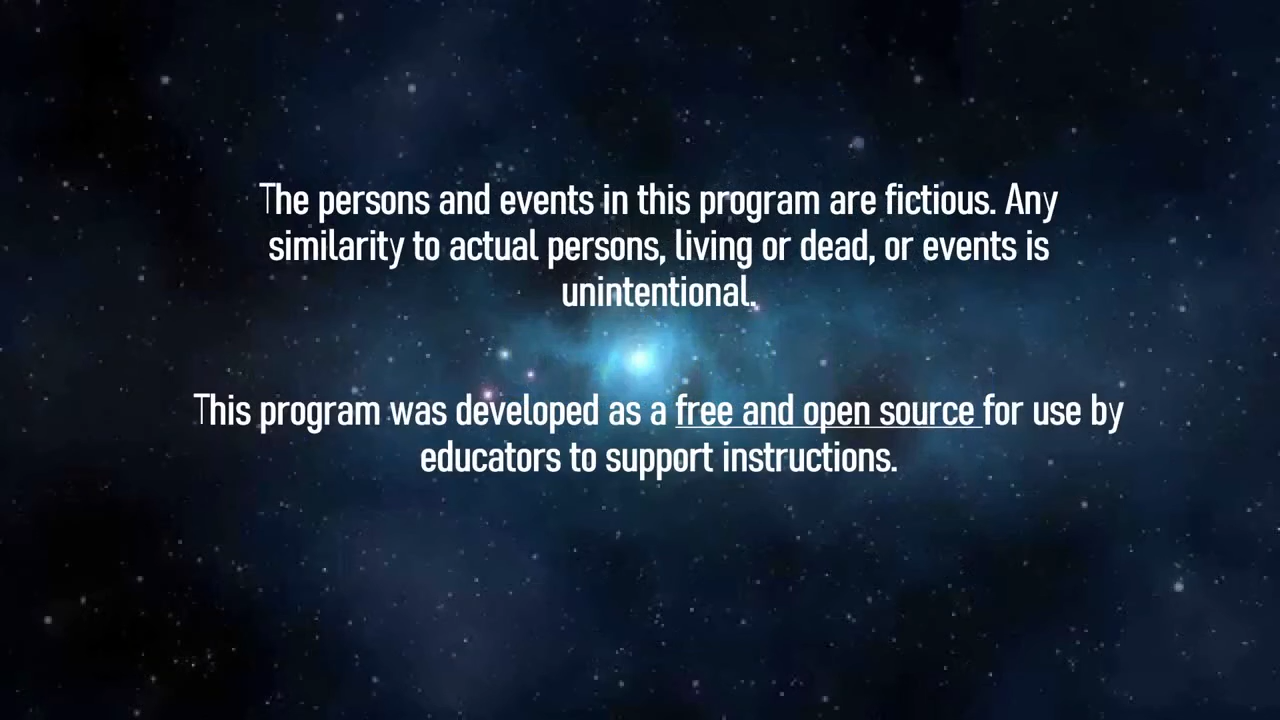 The persons and events in this program are fictious. Any
similarity to actual persons, living or dead, or events is
unintentional.
This program was developed as a free and open source for use by
educators to support instructions.